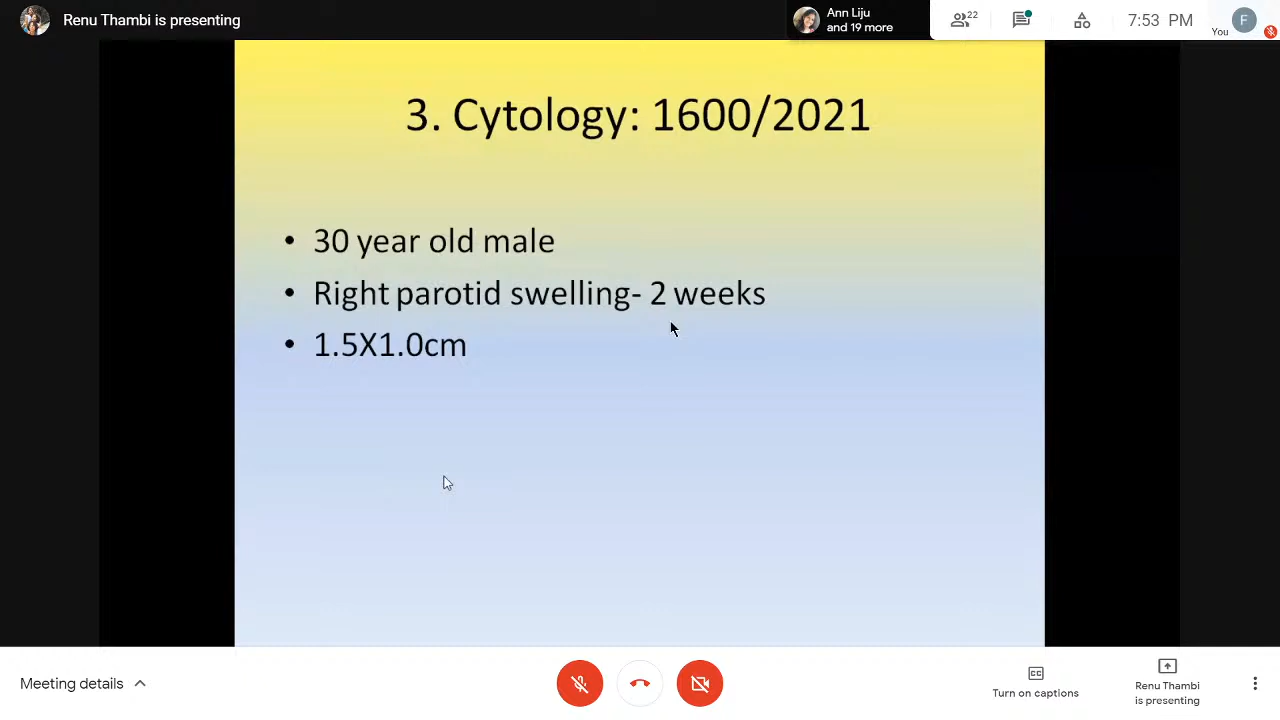 Renu Thambi is presenting
Ann Liju
and 19 more
22
7:53 PM
You
F
3. Cytology: 1600/2021
• 30 year old male
• Right parotid swelling- 2 weeks
• 1.5X1.0cm
Meeting details
CC
Turn on captions
Renu Thambi
is presenting